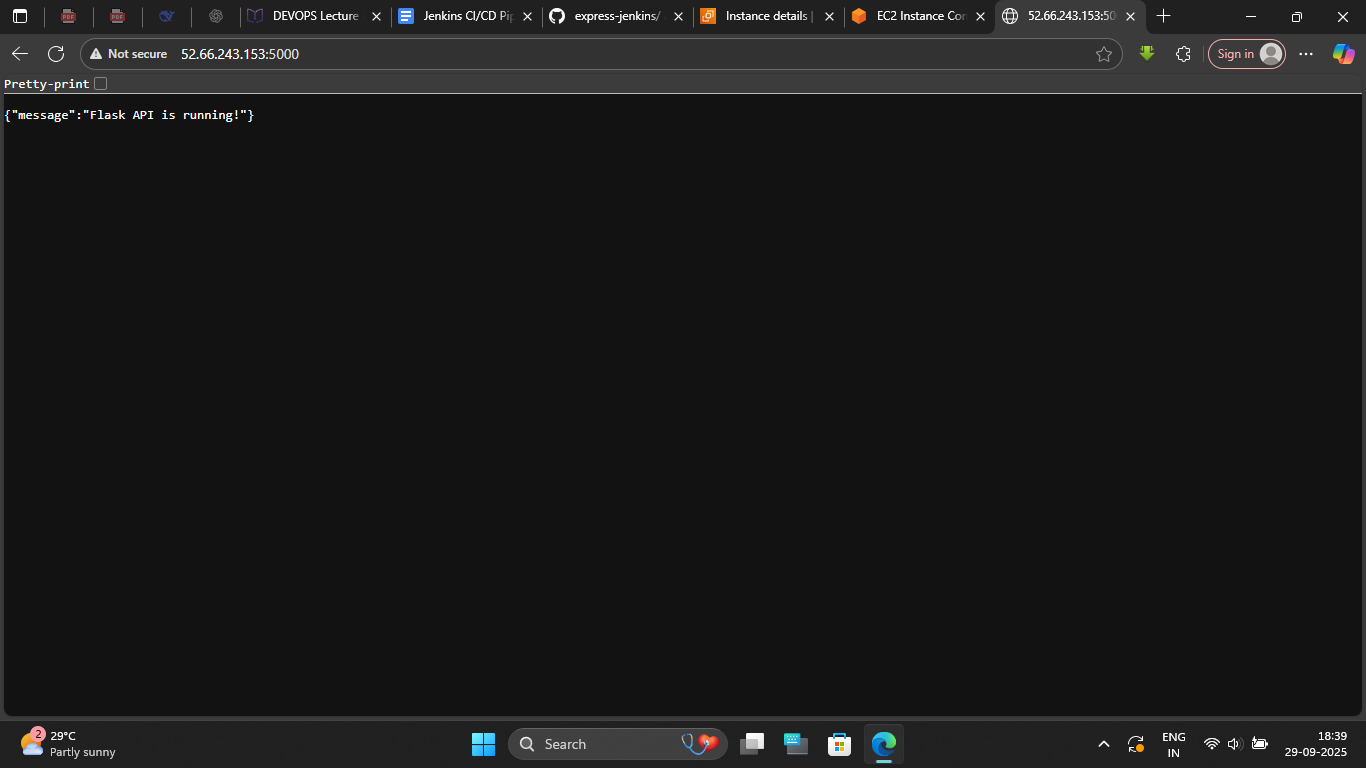 DEVOPS Lecture
Jenkins CI/CD Pip
express-jenkins/
Instance details |
EC2 Instance Con
52.66.243.153:50
Not secure
52.66.243.153:5000
Sign in
Pretty-print
{"message":"Flask API is running!"}
2
29°C
Partly sunny
Search
ENG
IN
18:39
29-09-2025